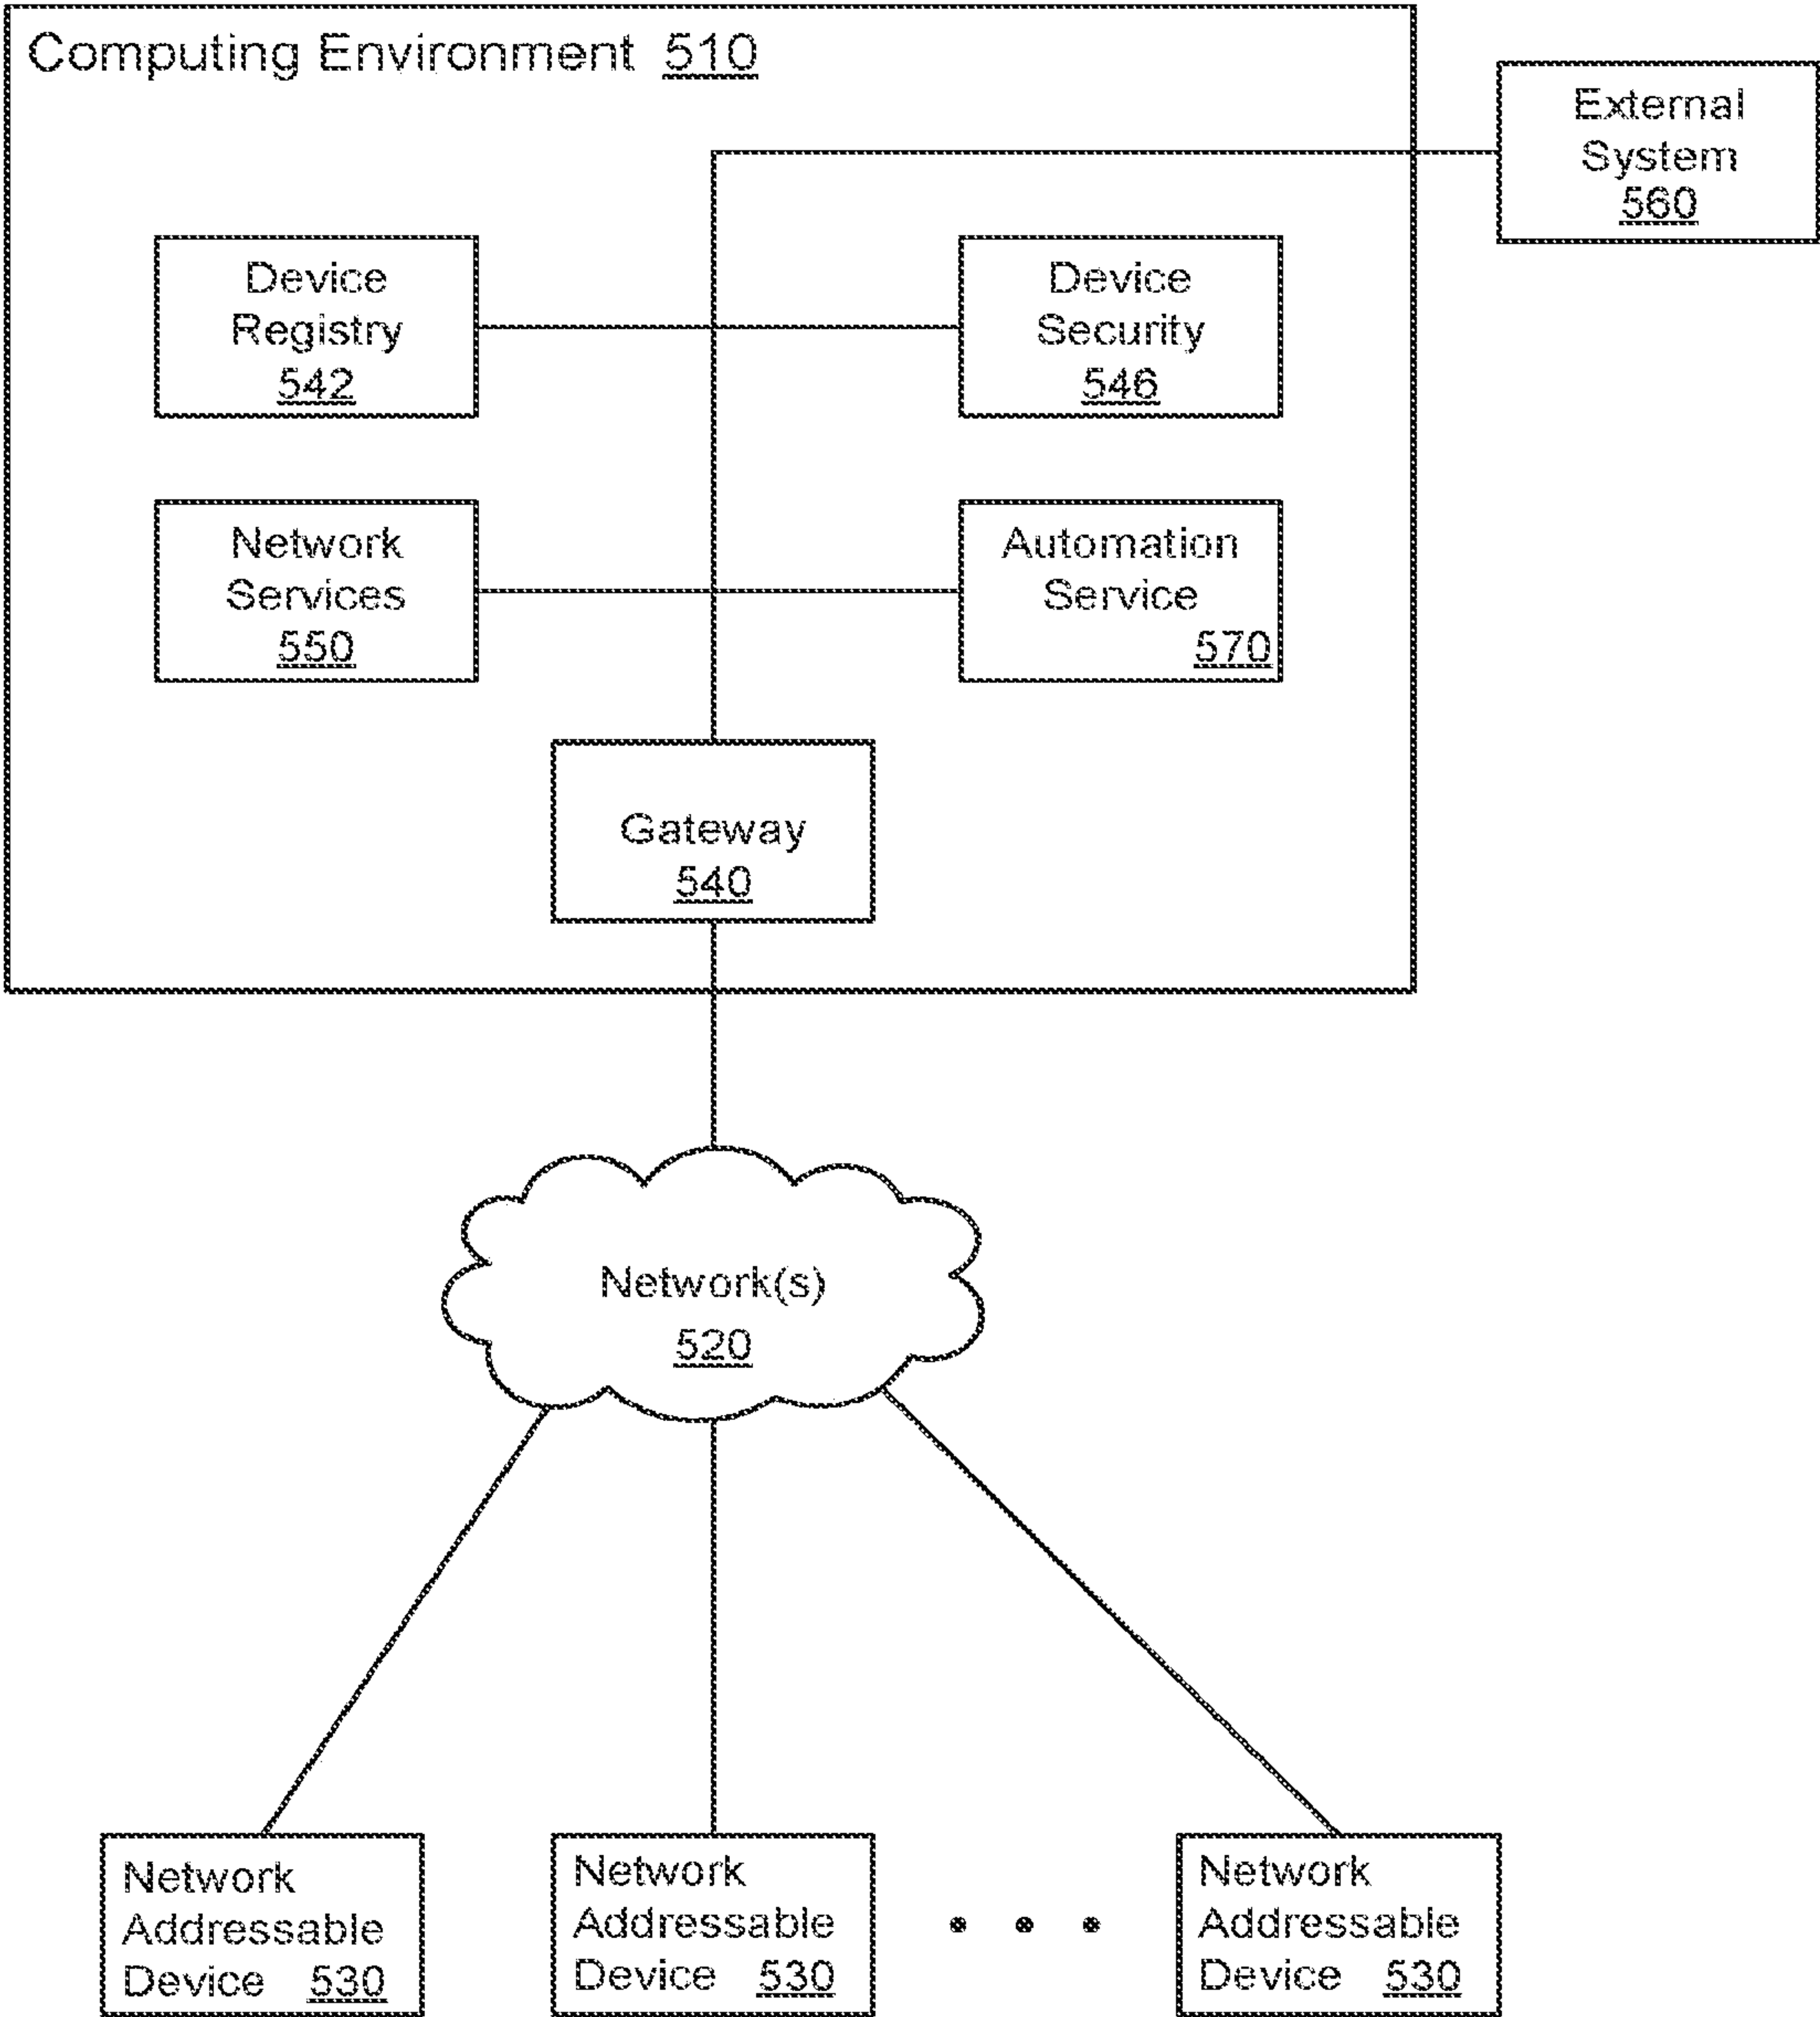 Computing Environment 510
External
System
560
Device
Registry
542
Device
Security
546
Network
Services
550
Automation
Service
570
Gateway
540
Network(s)
520
Network
Addressable
Device 530
Network
Addressable
Device 530
Network
Addressable
Device 530